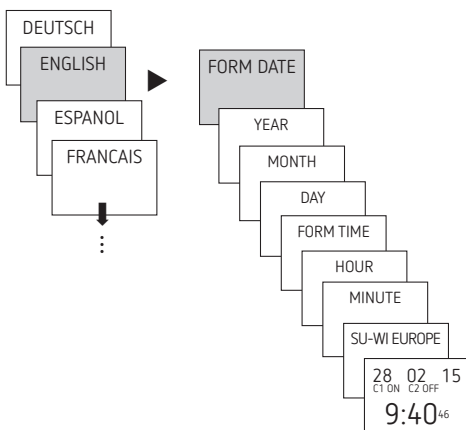 DEUTSCH
ENGLISH
ESPANOL
FRANCAIS
FORM DATE
YEAR
MONTH
DAY
FORM TIME
HOUR
MINUTE
SU-WI EUROPE
28 02 15
C1 ON C2 OFF
9:40 46